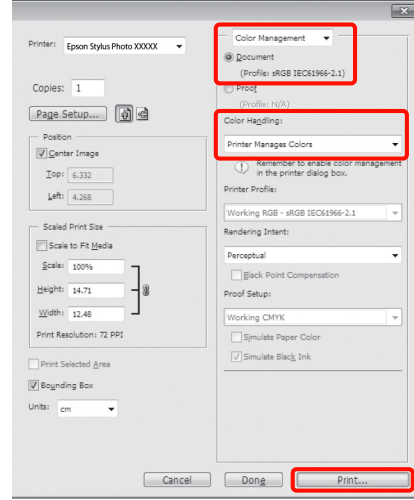 Printer: Epson Stylus Photo XXXXX
Copies: 1
Page Setup...
Position
Center Image
Top: 6.332
Left: 4.268
Scaled Print Size
Scale to Fit Media
Scale: 100%
Height: 14.71
Width: 12.48
Print Resolution: 72 PPI
Print Selected Area
Bounding Box
Units: cm
Color Management
Document
(Profile: sRGB IEC61966-2.1)
Proof
(Profile: N/A)
Color Handling:
Printer Manages Colors
Remember to enable color management
in the printer dialog box.
Printer Profile:
Working RGB - sRGB IEC61966-2.1
Rendering Intent:
Perceptual
Black Point Compensation
Proof Setup:
Working CMYK
Simulate Paper Color
Simulate Black Ink
Cancel
Done
Print...